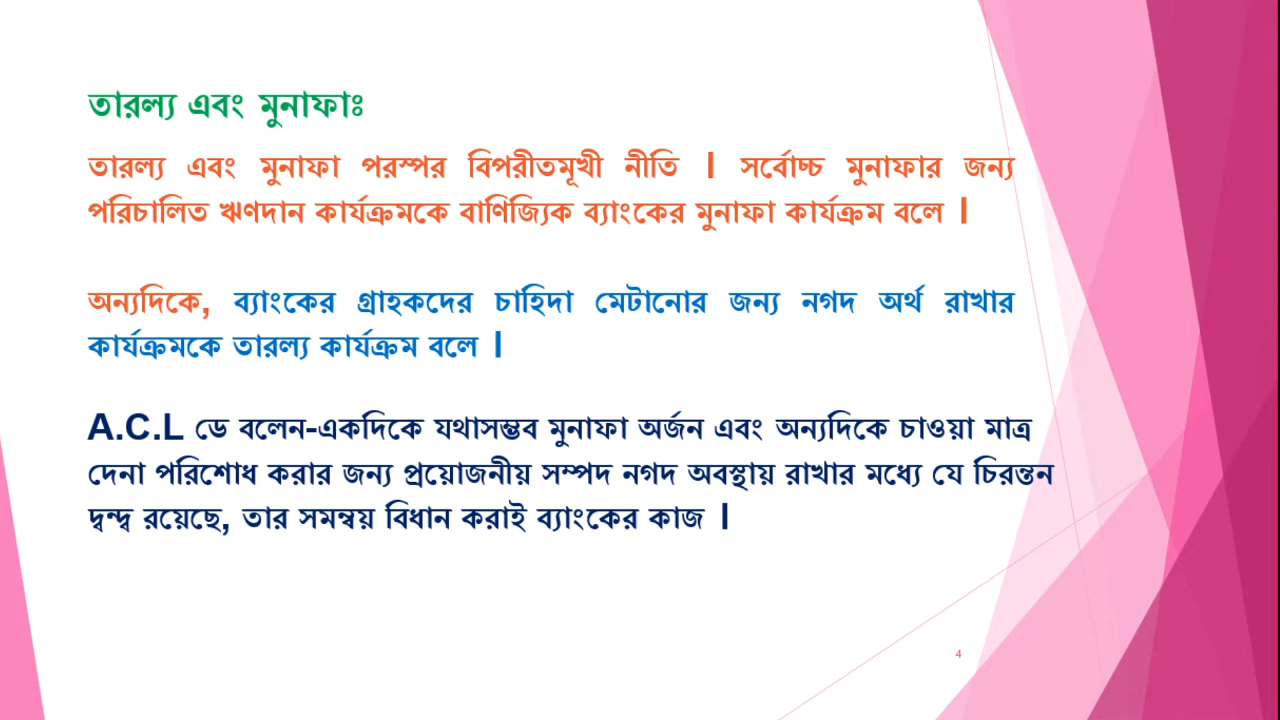 তারল্য এবং মুনাফাঃ
তারল্য এবং মুনাফা পরস্পর বিপরীতমূখী নীতি । সর্বোচ্চ মুনাফার জন্য
পরিচালিত ঋণদান কার্যক্রমকে বাণিজ্যিক ব্যাংকের মুনাফা কার্যক্রম বলে ।
অন্যদিকে, ব্যাংকের গ্রাহকদের চাহিদা মেটানোর জন্য নগদ অর্থ রাখার
কার্যক্রমকে তারল্য কার্যক্রম বলে ।
A.C.L ডে বলেন-একদিকে যথাসম্ভব মুনাফা অর্জন এবং অন্যদিকে চাওয়া মাত্র
দেনা পরিশোধ করার জন্য প্রয়োজনীয় সম্পদ নগদ অবস্থায় রাখার মধ্যে যে চিরন্তন
দ্বন্দ্ব রয়েছে, তার সমন্বয় বিধান করাই ব্যাংকের কাজ ।
4